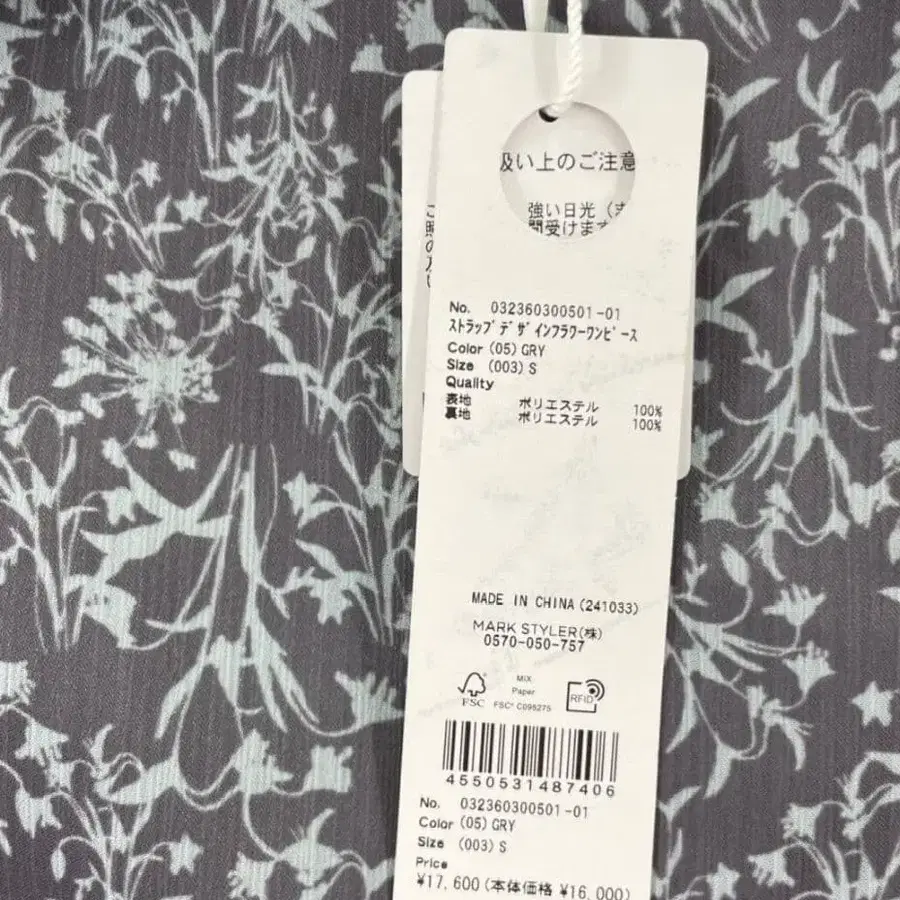 扱い上のご注意
強い日光
間受けます
No. 032360300501-01
ｽﾄﾗｯﾌﾟﾃﾞｻﾞｲﾝﾌﾗﾜｰﾜﾝﾋﾟｰｽ
Color (05) GRY
Size (003) S
Quality
表地 ポリエステル 100%
裏地 ポリエステル 100%
MADE IN CHINA (241033)
MARK STYLER(株)
0570-050-757
FSC
MIX
Paper
FSC® C095275
RFID
4550531487406
No. 032360300501-01
Color (05) GRY
Size (003) S
Price
¥17,600 (本体価格 ¥16,000)